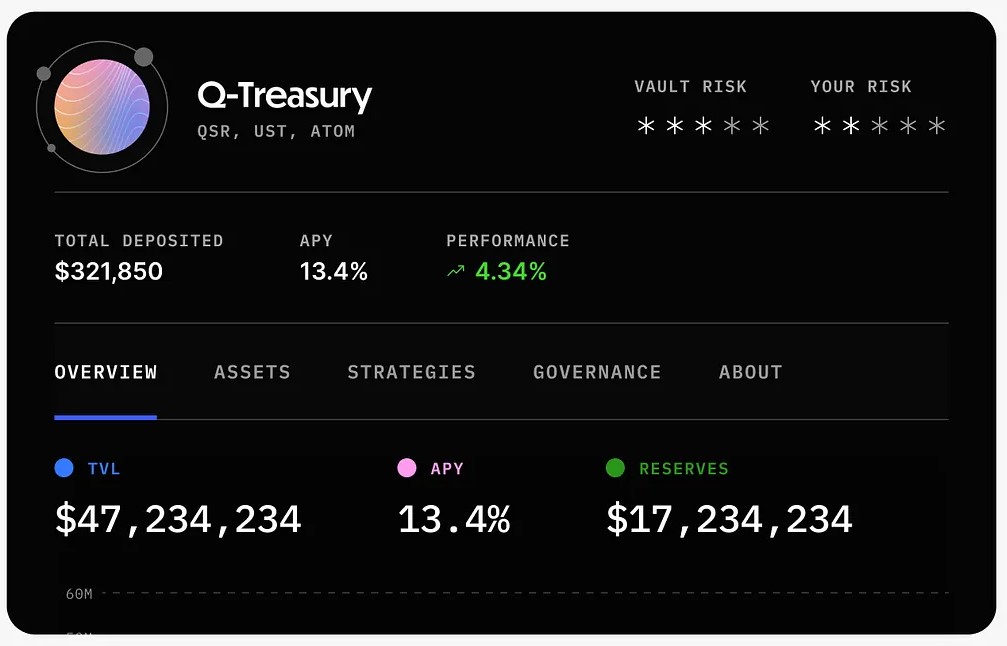 Q-Treasury
QSR, UST, ATOM
VAULT RISK
* * * * *
YOUR RISK
* * * * *
TOTAL DEPOSITED
$321,850
APY
13.4%
PERFORMANCE
4.34%
OVERVIEW
ASSETS
STRATEGIES
GOVERNANCE
ABOUT
TVL
$47,234,234
APY
13.4%
RESERVES
$17,234,234
60M